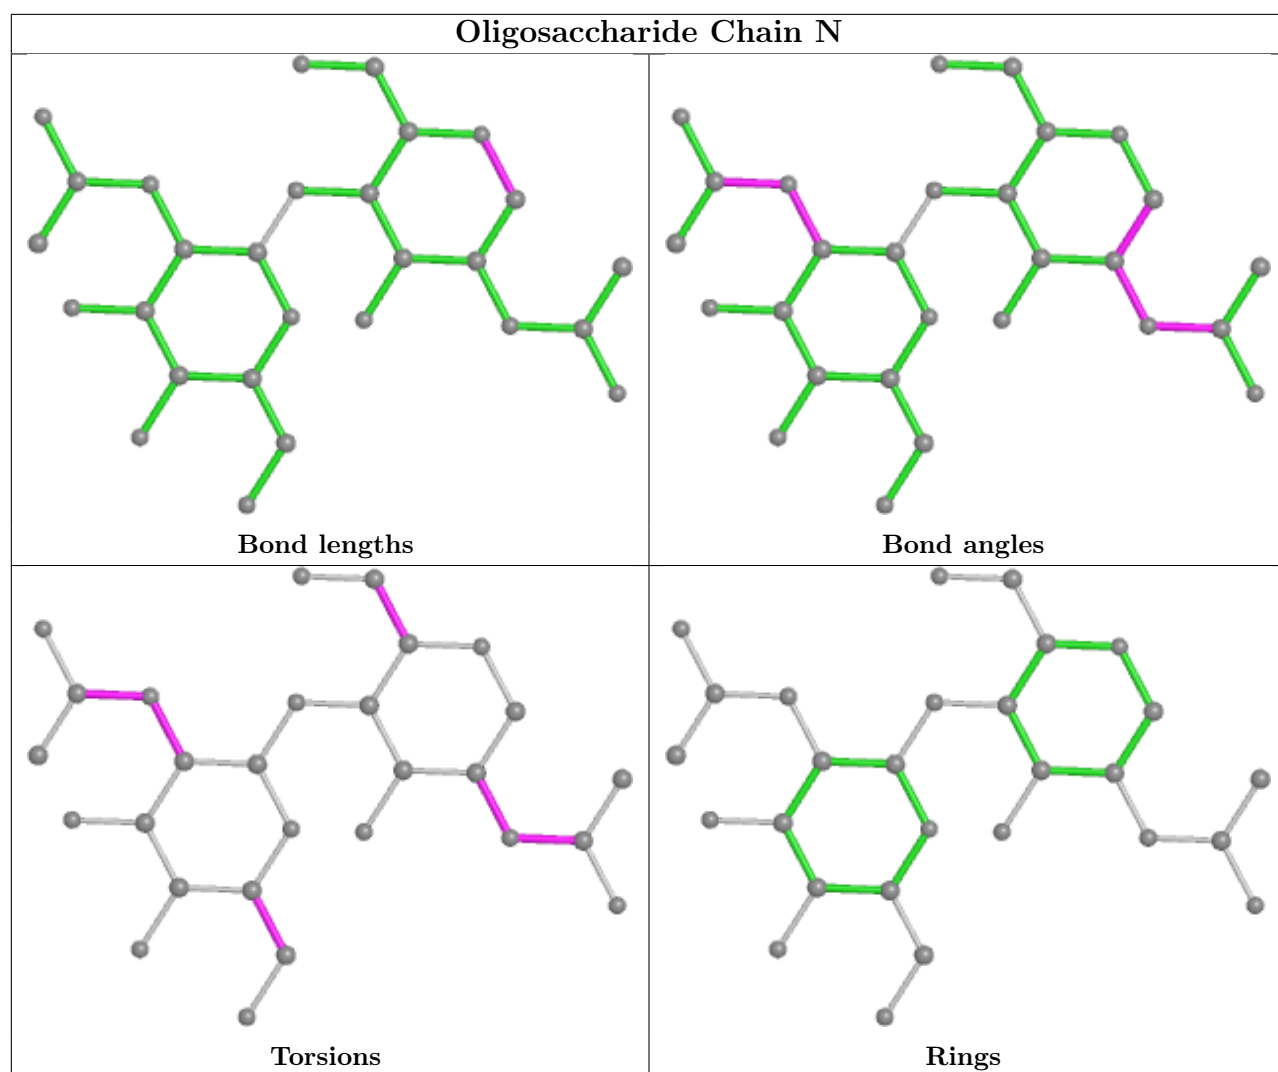 Oligosaccharide Chain N
Bond lengths
Bond angles
Torsions
Rings